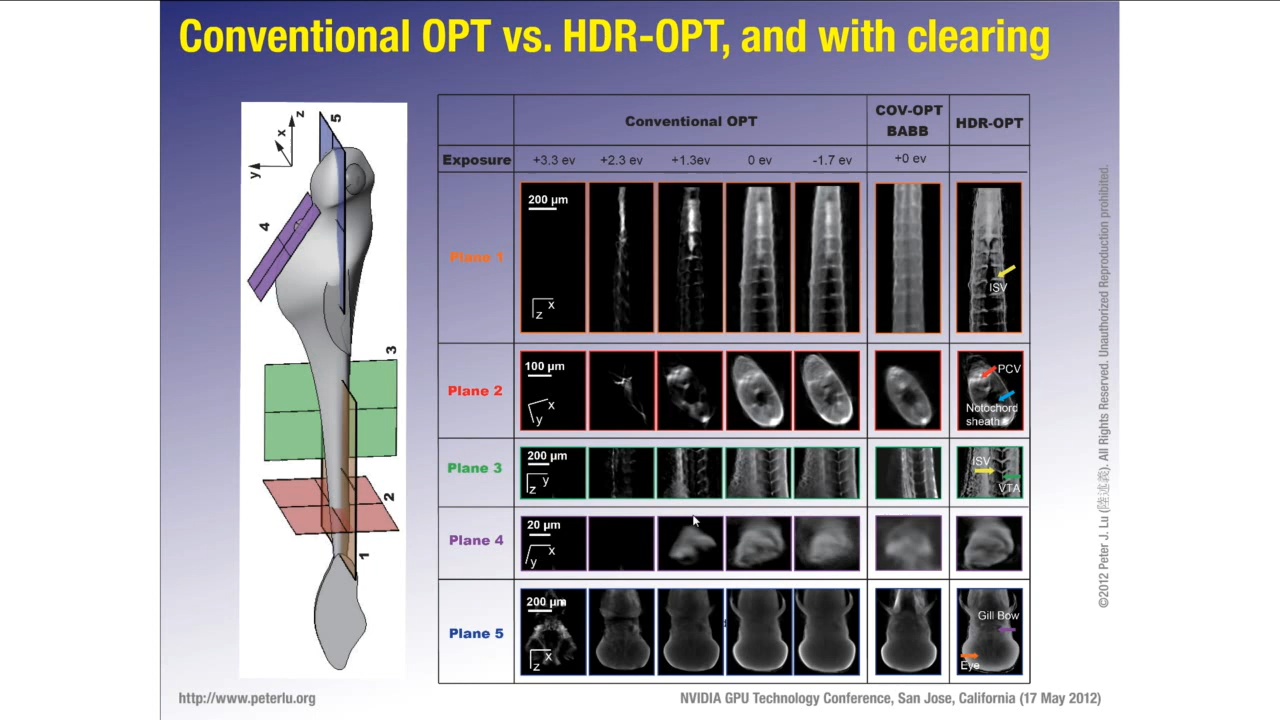 Conventional OPT vs. HDR-OPT, and with clearing
z
x
y
5
4
3
2
1
Conventional OPT
COV-OPT
BABB
HDR-OPT
Exposure
+3.3 ev
+2.3 ev
+1.3ev
0 ev
-1.7 ev
+0 ev
Plane 1
200 µm
x
z
ISV
Plane 2
100 µm
x
y
PCV
Notochord
sheath
Plane 3
200 µm
y
z
ISV
VTA
Plane 4
20 µm
x
y
Plane 5
200 µm
x
z
Gill Bow
Eye
©2012 Peter J. Lu (陸述義). All Rights Reserved. Unauthorized Reproduction prohibited.
http://www.peterlu.org
NVIDIA GPU Technology Conference, San Jose, California (17 May 2012)